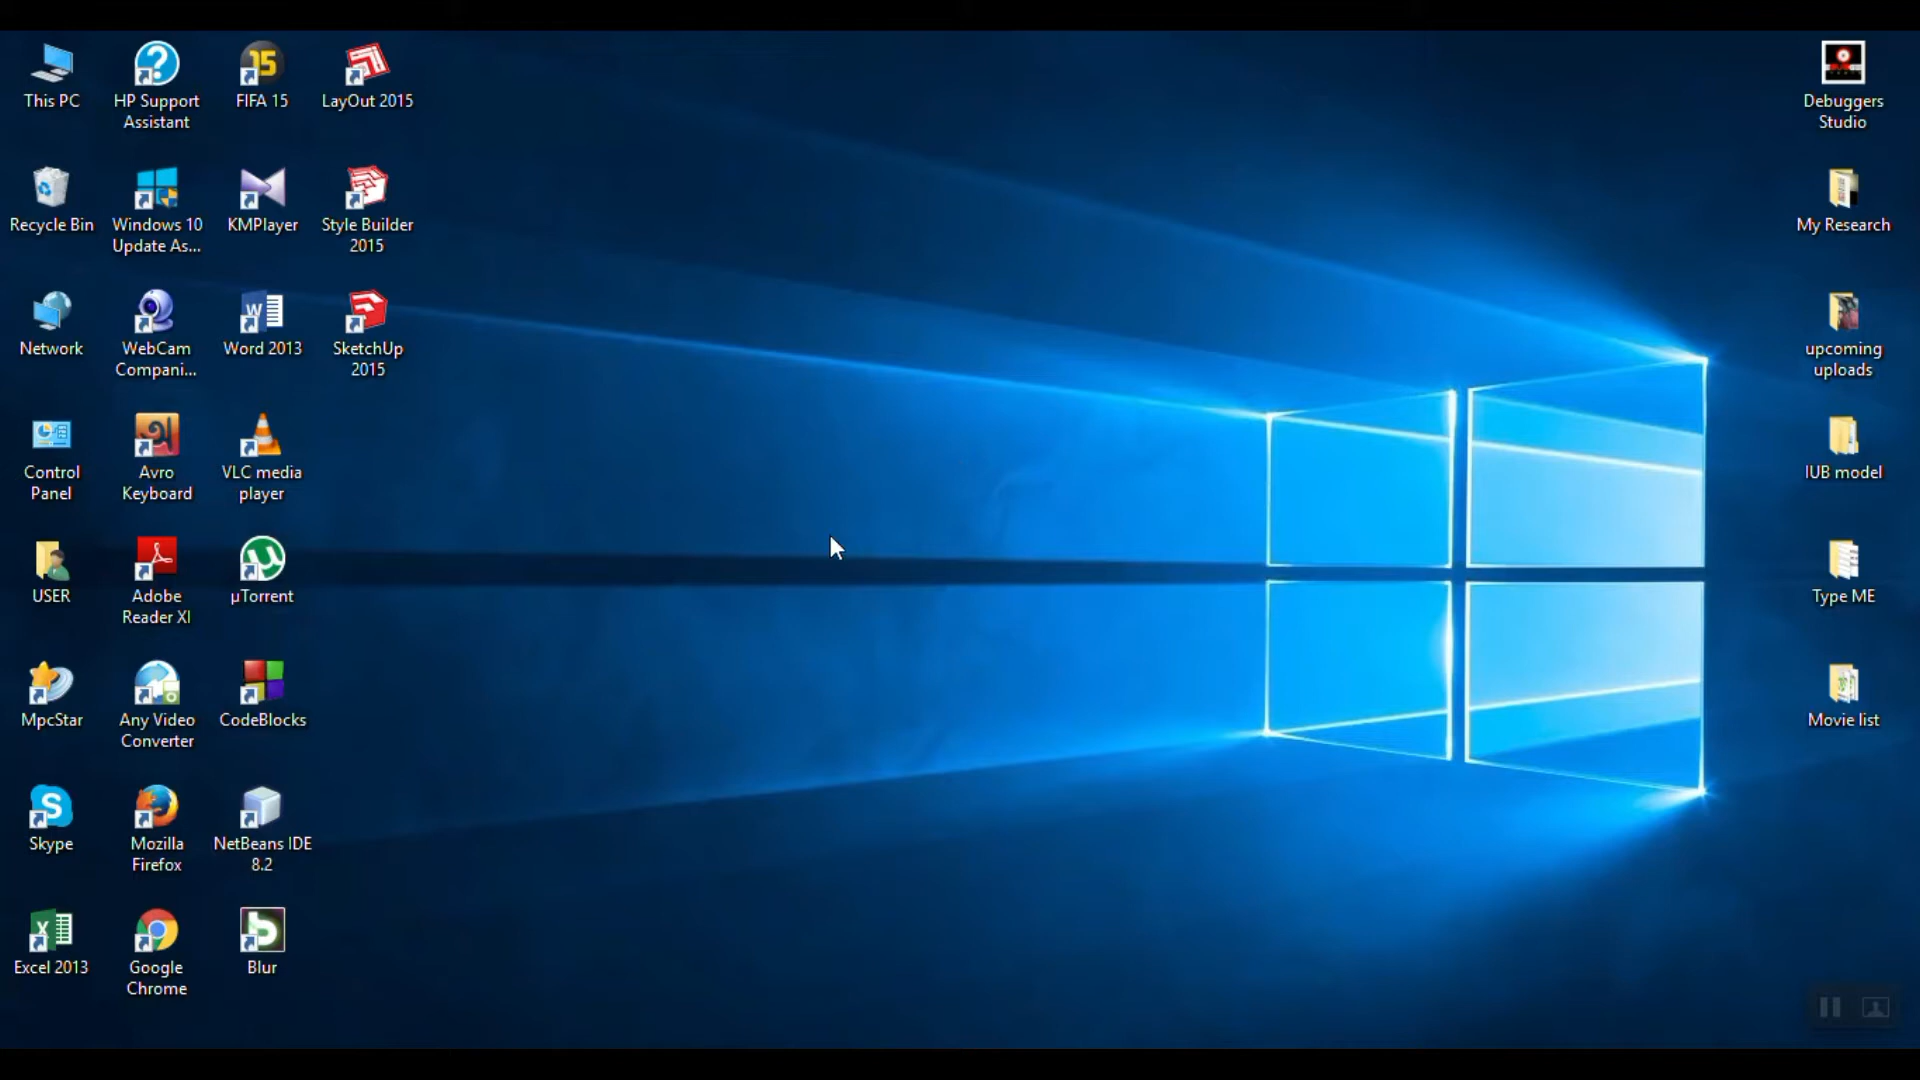 This PC
HP Support
Assistant
FIFA 15
LayOut 2015
Recycle Bin
Windows 10
Update As...
KMPlayer
Style Builder
2015
Network
WebCam
Compani...
Word 2013
SketchUp
2015
Control
Panel
Avro
Keyboard
VLC media
player
USER
Adobe
Reader XI
µTorrent
MpcStar
Any Video
Converter
CodeBlocks
Skype
Mozilla
Firefox
NetBeans IDE
8.2
Excel 2013
Google
Chrome
Blur
Debuggers
Studio
My Research
upcoming
uploads
IUB model
Type ME
Movie list